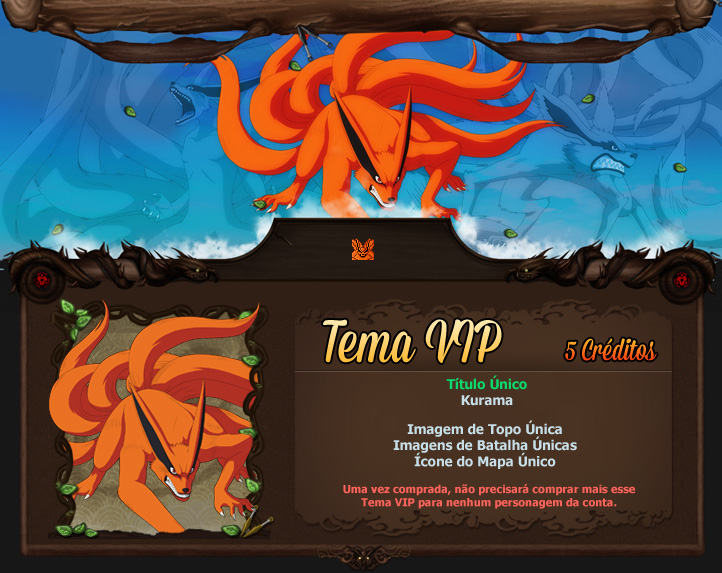 Tema VIP
5 Créditos
Título Único
Kurama
Imagem de Topo Única
Imagens de Batalha Únicas
Ícone do Mapa Único
Uma vez comprada, não precisará comprar mais esse
Tema VIP para nenhum personagem da conta.